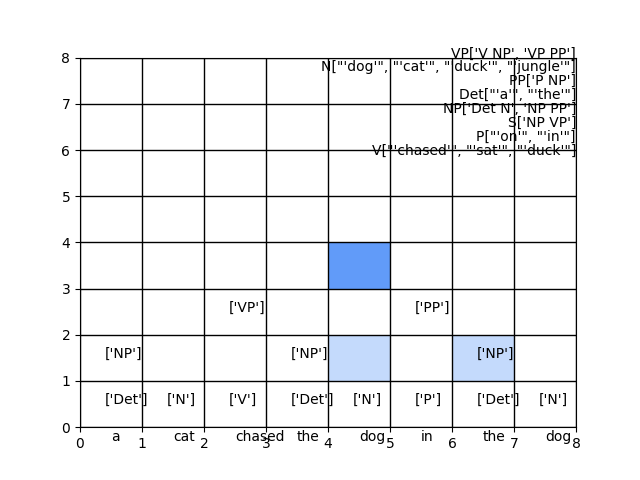 VP['V NP', 'VP PP']
N["'dog'", "'cat'", "'duck'", "'jungle'"]
PP['P NP']
Det["'a'", "'the'"]
NP['Det N', 'NP PP']
S['NP VP']
P["'on'", "'in'"]
V["'chased'", "'sat'", "'duck'"]
8
7
6
5
4
3
2
1
0
['VP'] ['PP']
['NP'] ['NP'] ['NP']
['Det'] ['N'] ['V'] ['Det'] ['N'] ['P'] ['Det'] ['N']
a cat chased the dog in the dog
0 1 2 3 4 5 6 7 8